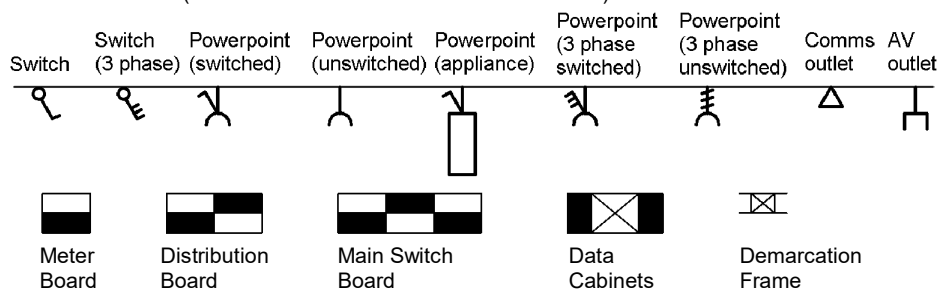 Switch
Switch
(3 phase)
Powerpoint
(switched)
Powerpoint
(unswitched)
Powerpoint
(appliance)
Powerpoint
(3 phase
switched)
Powerpoint
(3 phase
unswitched)
Comms
outlet
AV
outlet
Meter
Board
Distribution
Board
Main Switch
Board
Data
Cabinets
Demarcation
Frame